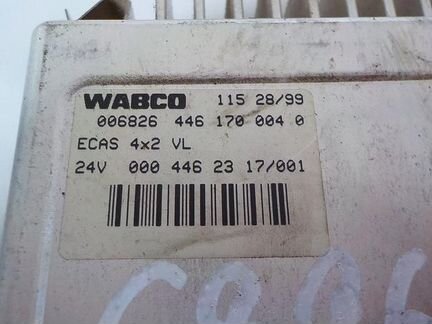 WABCO 115 28/99
006826 446 170 004 0
ECAS 4x2 VL
24V 000 446 23 17/001